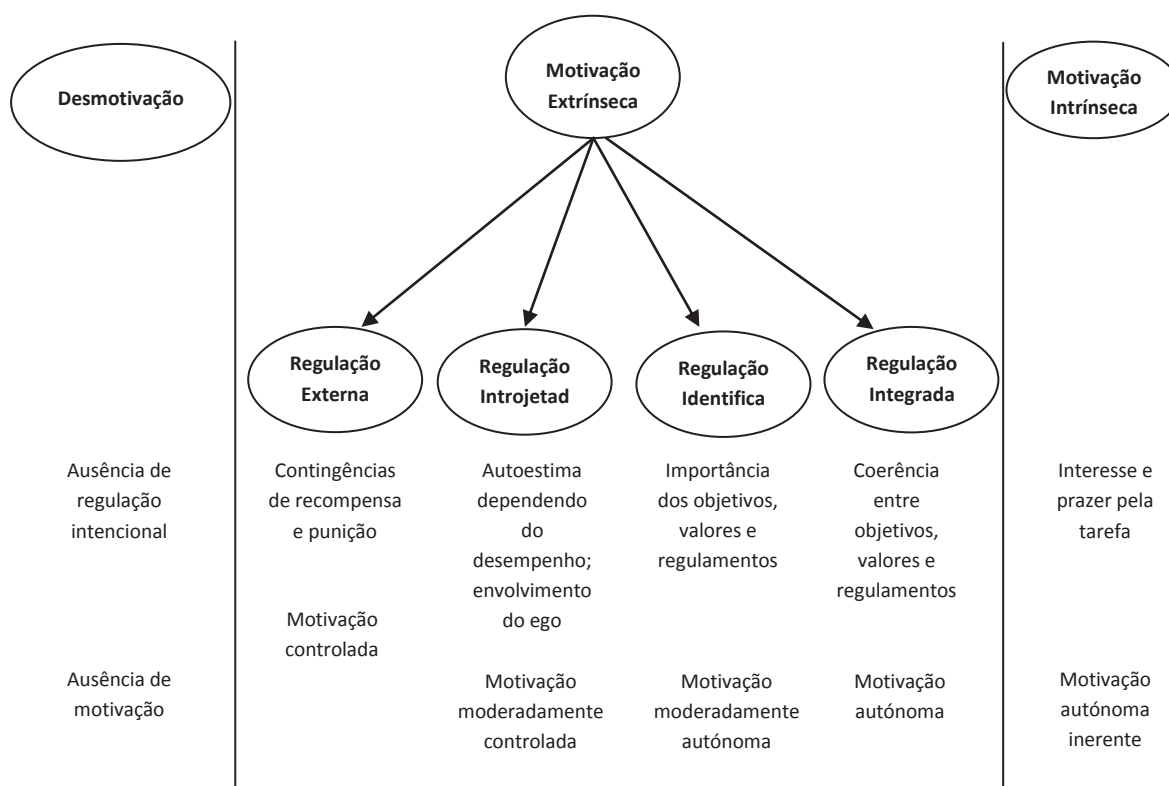 Desmotivação
Motivação
Extrínseca
Motivação
Intrínseca
Regulação
Externa
Regulação
Introjetad
Regulação
Identifica
Regulação
Integrada
Ausência de
regulação
intencional
Contingências
de recompensa
e punição
Autoestima
dependendo
do
desempenho;
envolvimento
do ego
Importância
dos objetivos,
valores e
regulamentos
Coerência
entre
objetivos,
valores e
regulamentos
Interesse e
prazer pela
tarefa
Ausência de
motivação
Motivação
controlada
Motivação
moderadamente
controlada
Motivação
moderadamente
autónoma
Motivação
autónoma
Motivação
autónoma
inerente